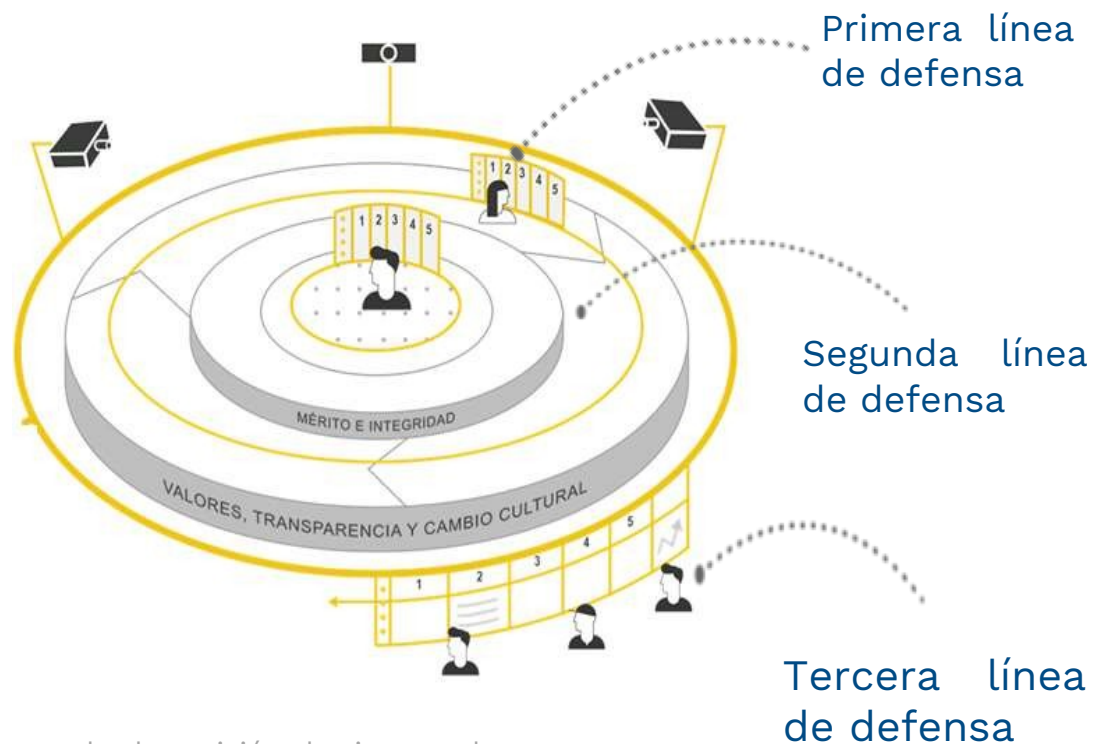 Primera línea
de defensa
1 2 3 4 5
1 2 3 4 5
Segunda línea
de defensa
MÉRITO E INTEGRIDAD
VALORES, TRANSPARENCIA Y CAMBIO CULTURAL
1 2 3 4 5
Tercera línea
de defensa